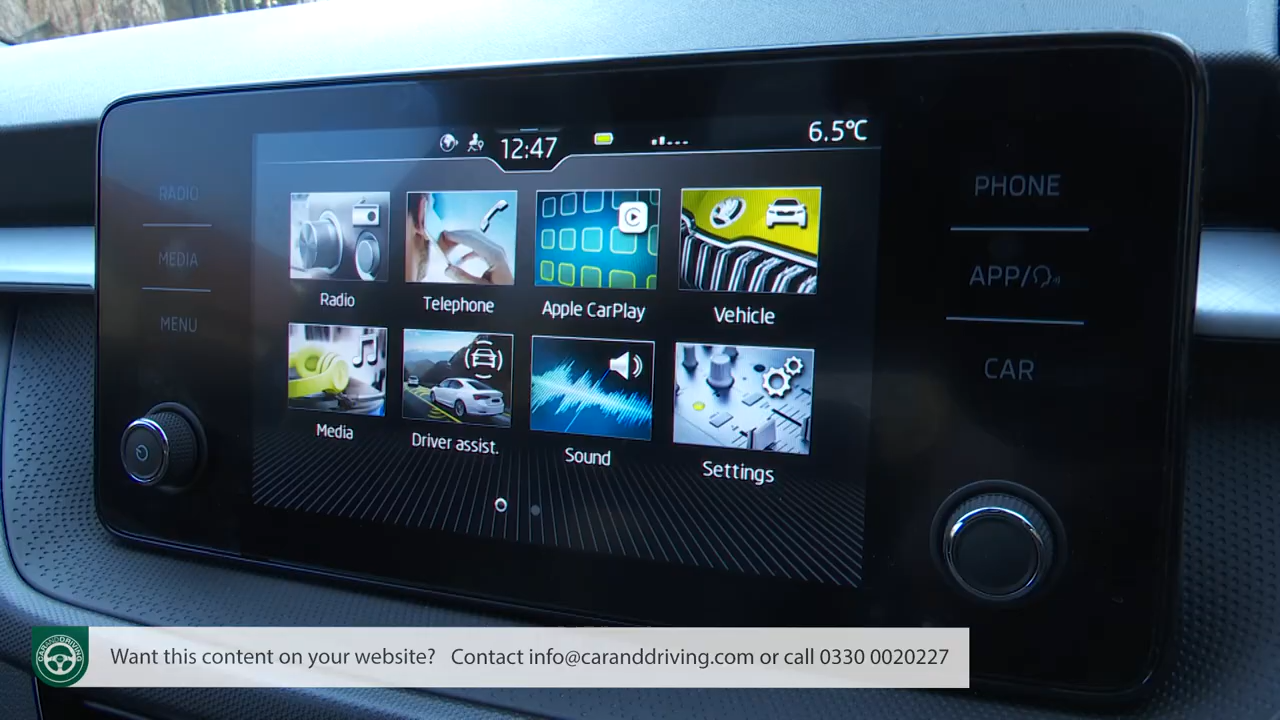 12:47
6.5°C
RADIO
MEDIA
MENU
Radio
Telephone
Apple CarPlay
Vehicle
Media
Driver assist.
Sound
Settings
PHONE
APP/
CAR
CARANDDRIVING
Want this content on your website? Contact info@caranddriving.com or call 0330 0020227